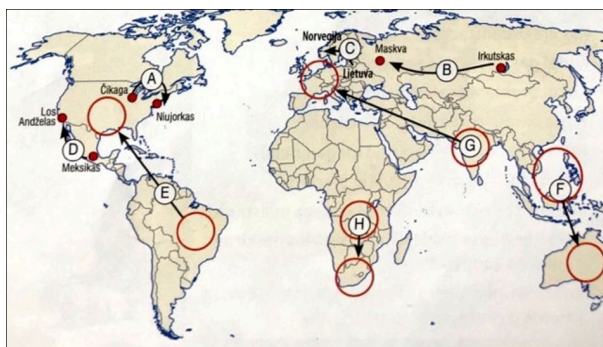 Norvegija
C
Maskva
Irkutskas
B
Lietuva
A
Čikaga
Niujorkas
Los
Andželas
D
Meksikas
E
G
F
H